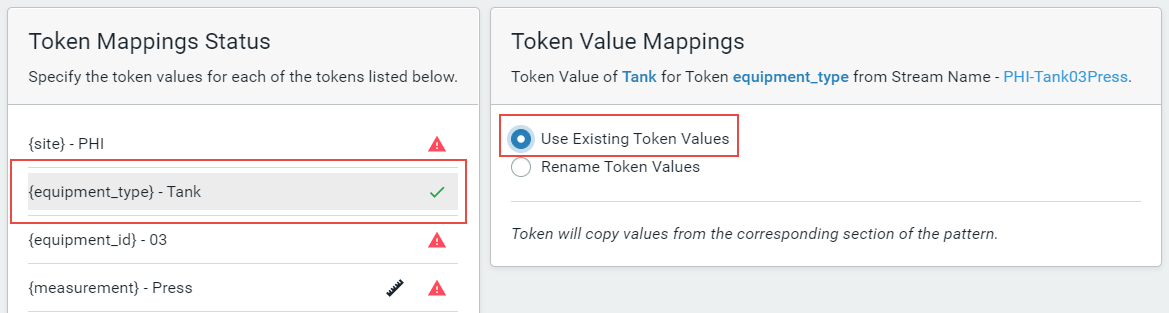 Token Mappings Status
Specify the token values for each of the tokens listed below.
{site} - PHI
{equipment_type} - Tank
{equipment_id} - 03
{measurement} - Press
Token Value Mappings
Token Value of Tank for Token equipment_type from Stream Name - PHI-Tank03Press.
Use Existing Token Values
Rename Token Values
Token will copy values from the corresponding section of the pattern.